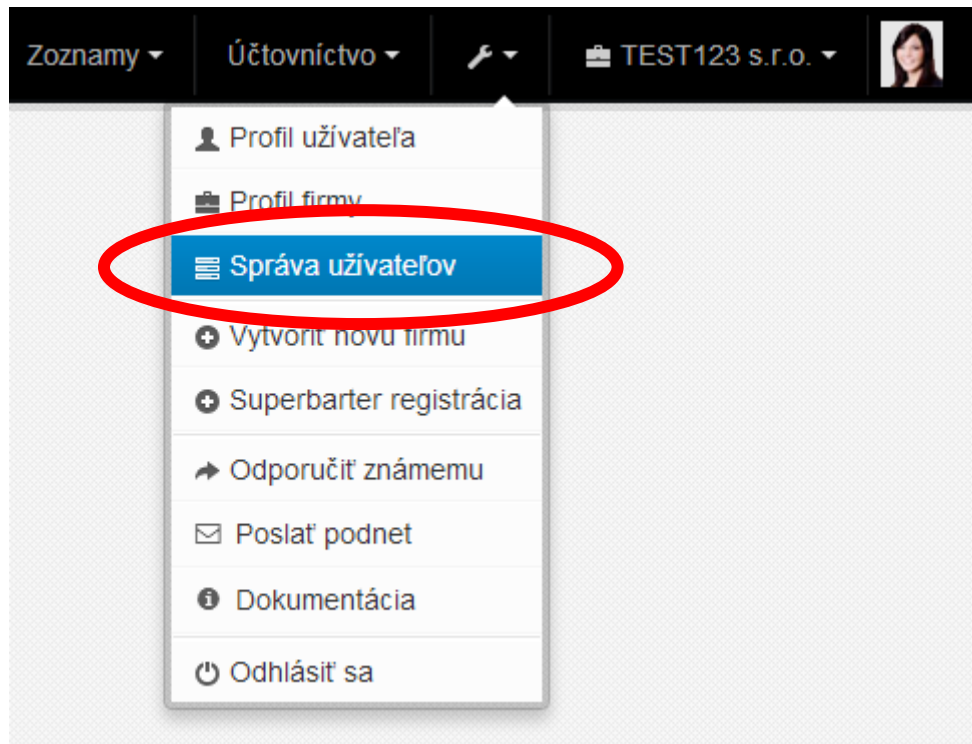 Zoznamy Účtovníctvo TEST123 s.r.o.
Profil užívateľa
Profil firmy
Správa užívateľov
Vytvoriť novú firmu
Superbarter registrácia
Odporučiť známemu
Poslať podnet
Dokumentácia
Odhlásiť sa